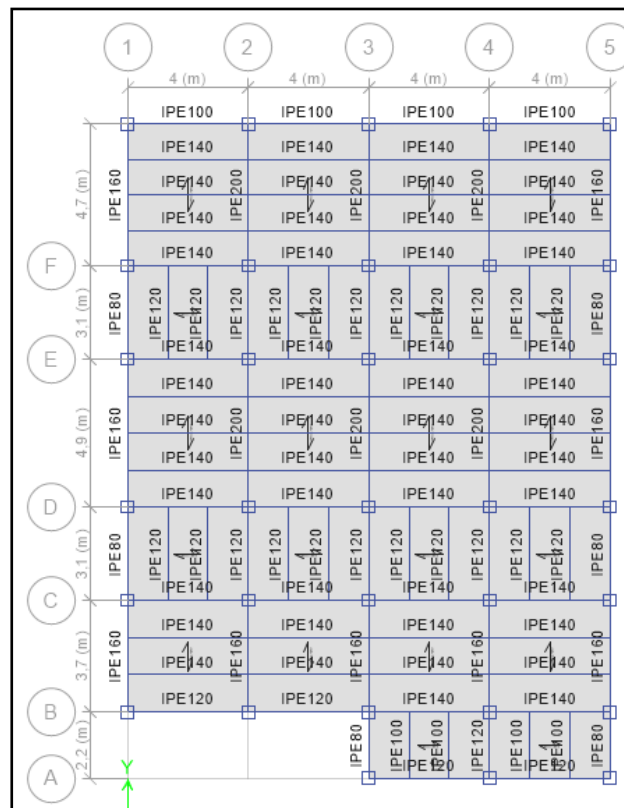 1 2 3 4 5
4 (m) 4 (m) 4 (m) 4 (m)
IPE100 IPE100 IPE100 IPE100
IPE140 IPE140 IPE140 IPE140
4,7 (m) IPE160 IPE140 IPE200 IPE140 IPE200 IPE140 IPE200 IPE140 IPE160
IPE140 IPE140 IPE140 IPE140
IPE140 IPE140 IPE140 IPE140
F
3,1 (m) IPE80 IPE120 IPE120 IPE120 IPE120 IPE120 IPE120 IPE120 IPE120 IPE120 IPE120 IPE120 IPE80
IPE140 IPE140 IPE140 IPE140
E
IPE140 IPE140 IPE140 IPE140
4,9 (m) IPE160 IPE140 IPE200 IPE140 IPE200 IPE140 IPE200 IPE140 IPE160
IPE140 IPE140 IPE140 IPE140
IPE140 IPE140 IPE140 IPE140
D
3,1 (m) IPE80 IPE120 IPE120 IPE120 IPE120 IPE120 IPE120 IPE120 IPE120 IPE120 IPE120 IPE120 IPE80
IPE140 IPE140 IPE140 IPE140
C
IPE140 IPE140 IPE140 IPE140
3,7 (m) IPE160 IPE140 IPE160 IPE140 IPE160 IPE140 IPE160 IPE140 IPE160
IPE120 IPE120 IPE140 IPE140
B
2,2 (m) IPE80 IPE100 IPE100 IPE120 IPE100 IPE100 IPE80
IPE120 IPE120
A
Y